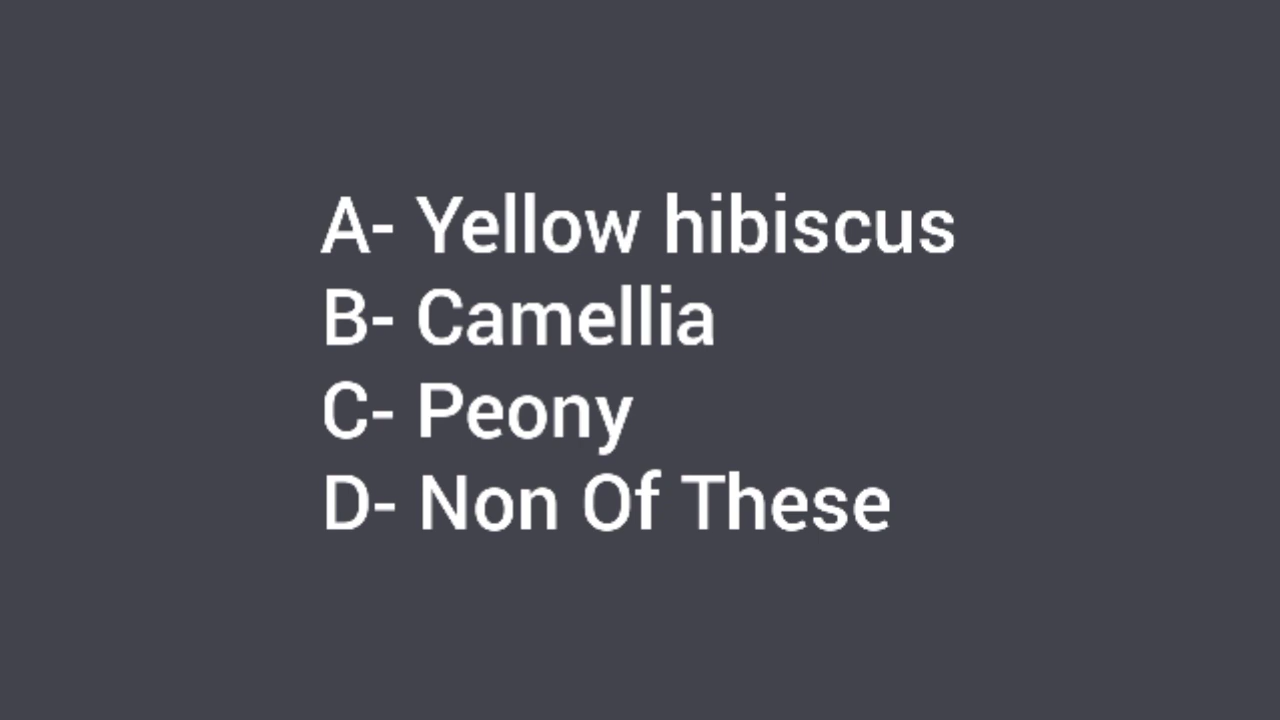 A- Yellow hibiscus
B- Camellia
C- Peony
D- Non Of These